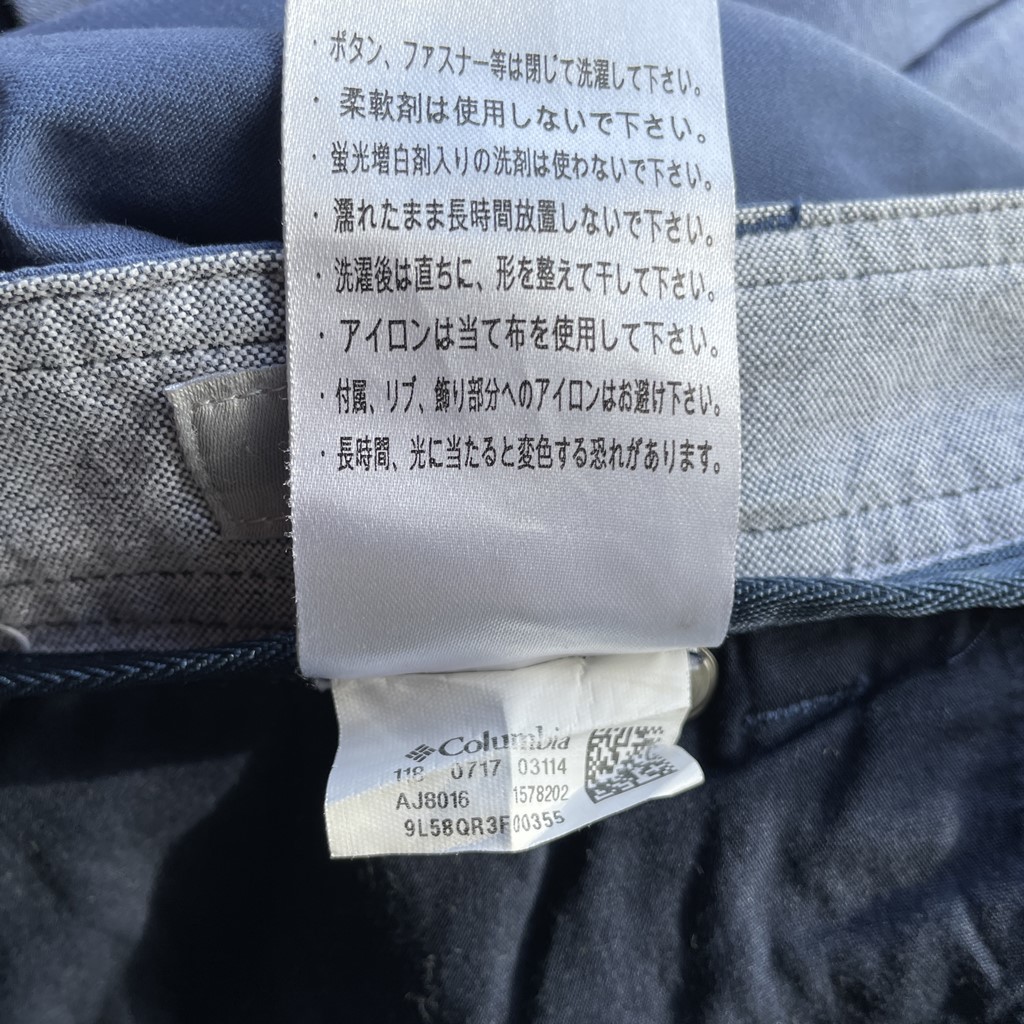 ・ボタン、ファスナー等は閉じて洗濯して下さい。
・柔軟剤は使用しないで下さい。
・蛍光増白剤入りの洗剤は使わないで下さい。
・濡れたまま長時間放置しないで下さい。
・洗濯後は直ちに、形を整えて干して下さい。
・アイロンは当て布を使用して下さい。
・付属、リブ、飾り部分へのアイロンはお避け下さい。
・長時間、光に当たると変色する恐れがあります。
Columbia
118 0717 03114
AJ8016 1578202
9L58QR3F00355